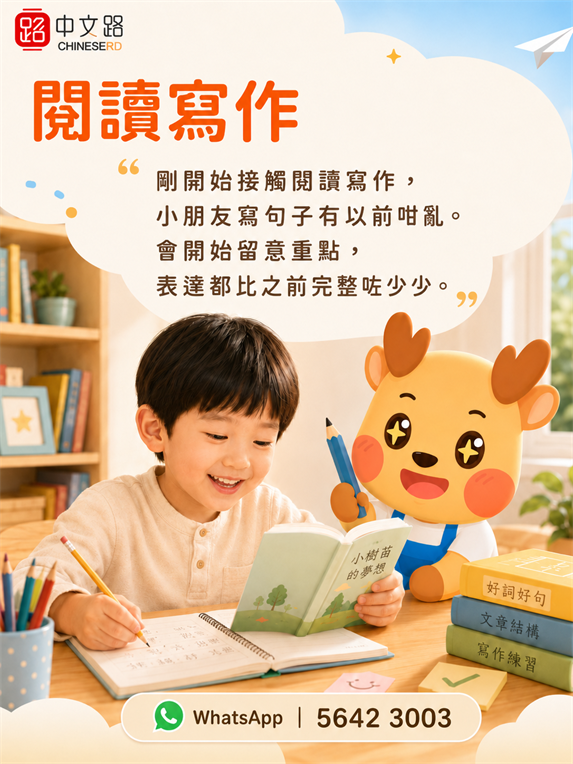 路 中文路
CHINESERD
閱讀寫作
“剛開始接觸閱讀寫作，
小朋友寫句子有以前咁亂。
會開始留意重點，
表達都比之前完整咗少少。”
小樹苗
的夢想
好詞好句
文章結構
寫作練習
WhatsApp | 5642 3003